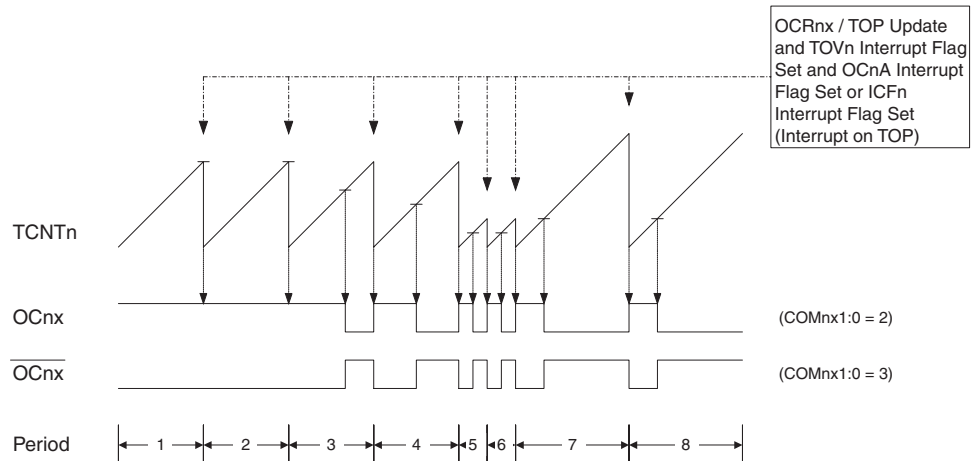 OCRnx / TOP Update
and TOVn Interrupt Flag
Set and OCnA Interrupt
Flag Set or ICFn
Interrupt Flag Set
(Interrupt on TOP)
TCNTn
OCnx
(COMnx1:0 = 2)
OCnx
(COMnx1:0 = 3)
Period
1 2 3 4 5 6 7 8